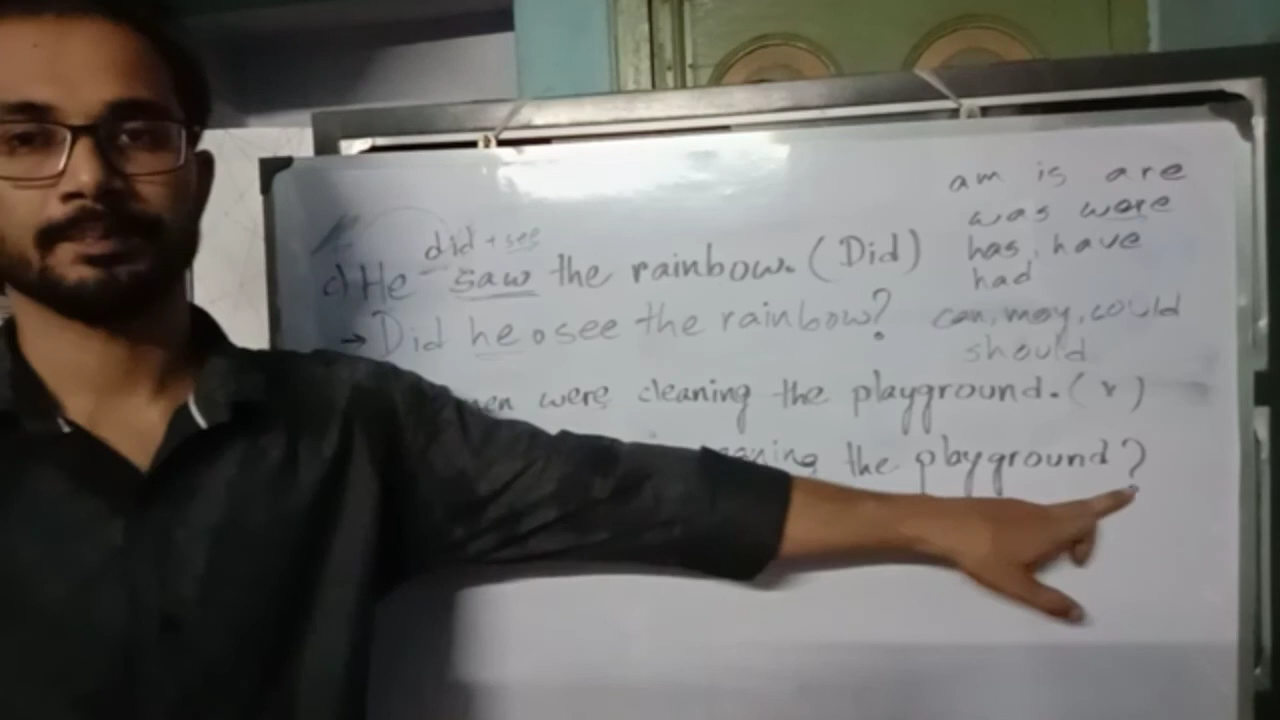 am is are
was were
has, have
had
did + see
c) He saw the rainbow. (Did)
→ Did he see the rainbow?
can, may, could
should
men were cleaning the playground. (x)
the playground?